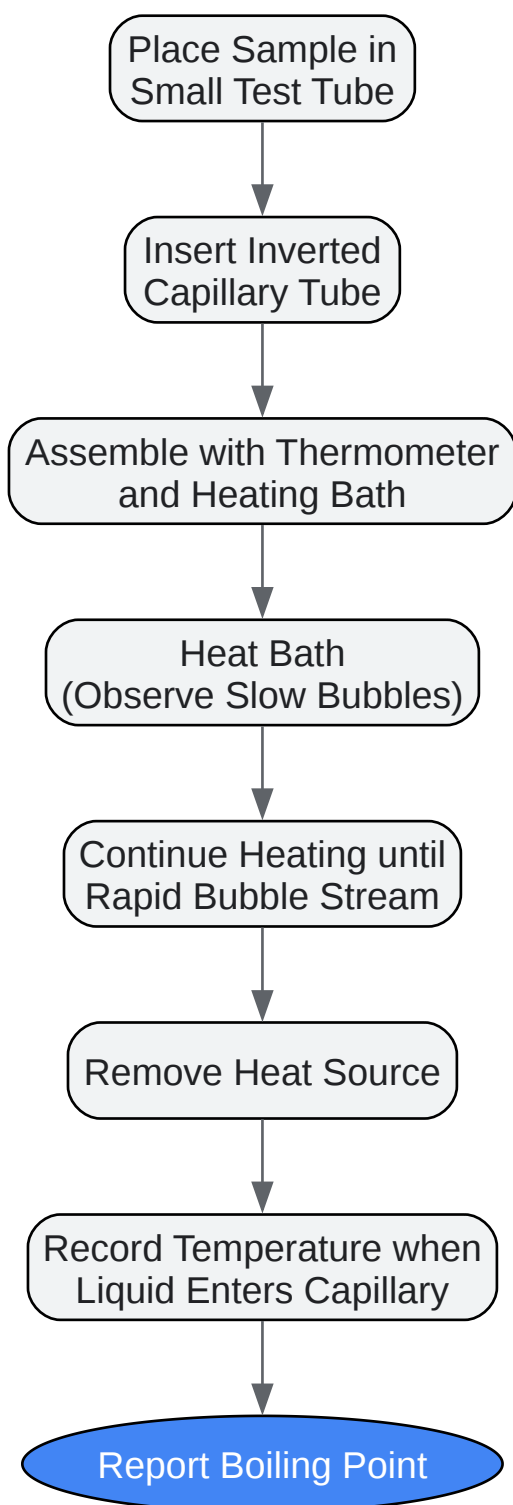 Place Sample in
Small Test Tube
Insert Inverted
Capillary Tube
Assemble with Thermometer
and Heating Bath
Heat Bath
(Observe Slow Bubbles)
Continue Heating until
Rapid Bubble Stream
Remove Heat Source
Record Temperature when
Liquid Enters Capillary
Report Boiling Point